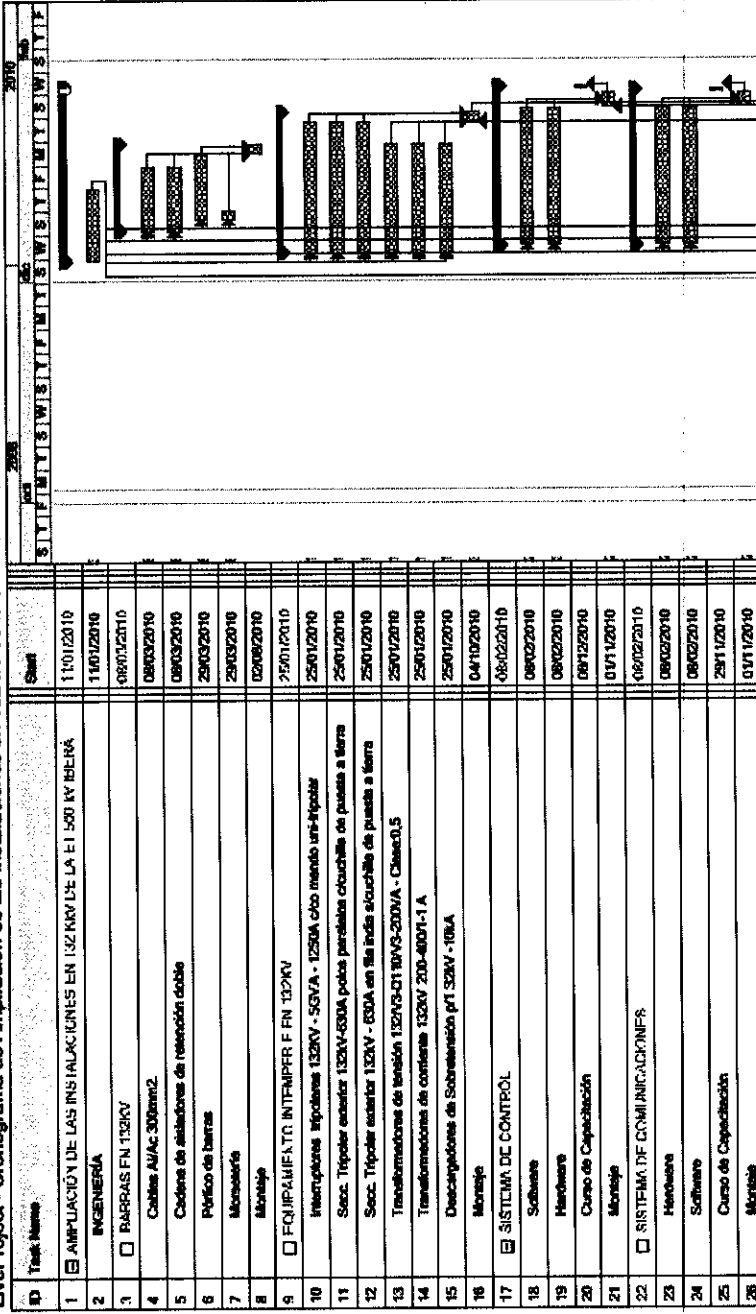 ID Task Name Start
1 AMPLIACIÓN DE LAS INSTALACIONES EN 132 KKV DE LA ET 500 kV IBERÁ 11/01/2010
2 INGENIERÍA 11/01/2010
3 BARRAS EN 132KV 08/03/2010
4 Cables Al/Ac 300mm2 08/03/2010
5 Cadena de aisladores de retención doble 08/03/2010
6 Pórtico de barras 29/03/2010
7 Morsetería 29/03/2010
8 Montaje 02/08/2010
9 EQUIPAMIENTO INTEMPERIE EN 132KV 25/01/2010
10 Interruptores tripolares 132KV - 5GVA - 1250A c/co mando uni-tripolar 25/01/2010
11 Secc. Tripolar exterior 132kV-630A polos paralelos c/cuchilla de puesta a tierra 25/01/2010
12 Secc. Tripolar exterior 132kV - 630A en fila india s/cuchilla de puesta a tierra 25/01/2010
13 Transformadores de tensión 132/V3-0,110/V3-200VA - Clase:0,5 25/01/2010
14 Transformadores de corriente 132kV 200-400/1-1 A 25/01/2010
15 Descargadores de Sobretensión p/132kV -10kA 25/01/2010
16 Montaje 04/10/2010
17 SISTEMA DE CONTROL 08/02/2010
18 Software 08/02/2010
19 Hardware 08/02/2010
20 Curso de Capacitación 09/12/2010
21 Montaje 01/11/2010
22 SISTEMA DE COMUNICACIONES 08/02/2010
23 Hardware 08/02/2010
24 Software 08/02/2010
25 Curso de Capacitación 29/11/2010
26 Montaje 01/11/2010
2010
dic
feb
S T F M T S W S T F M T S W S T F M T S W S T F